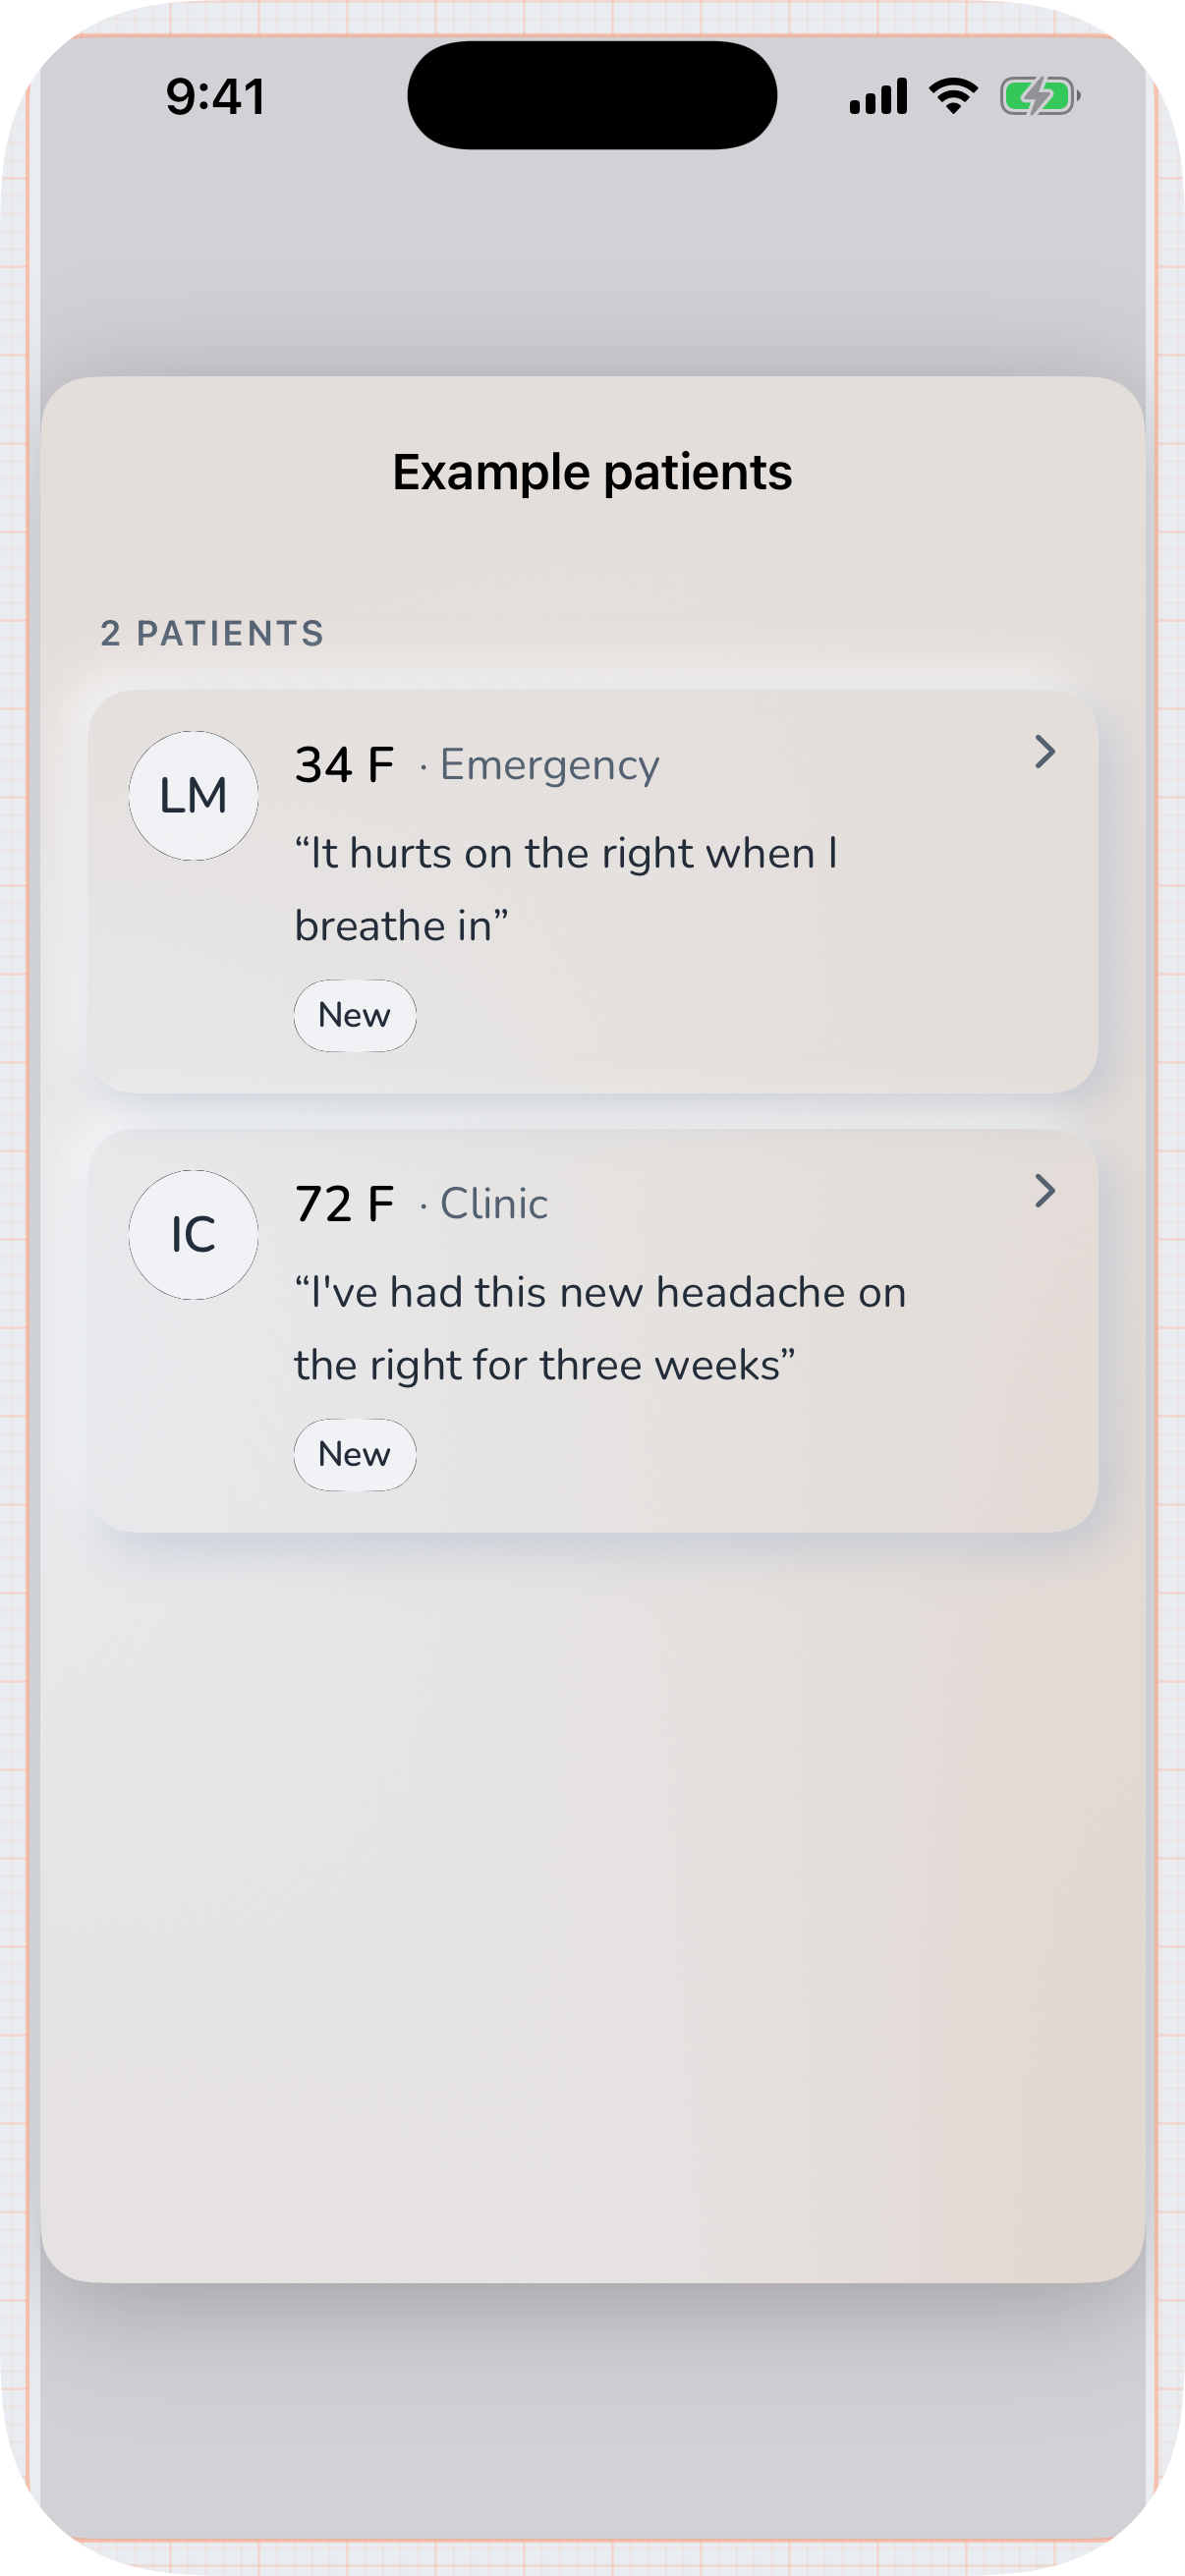 9:41
Example patients
2 PATIENTS
LM
34 F · Emergency
“It hurts on the right when I
breathe in”
New
IC
72 F · Clinic
“I've had this new headache on
the right for three weeks”
New